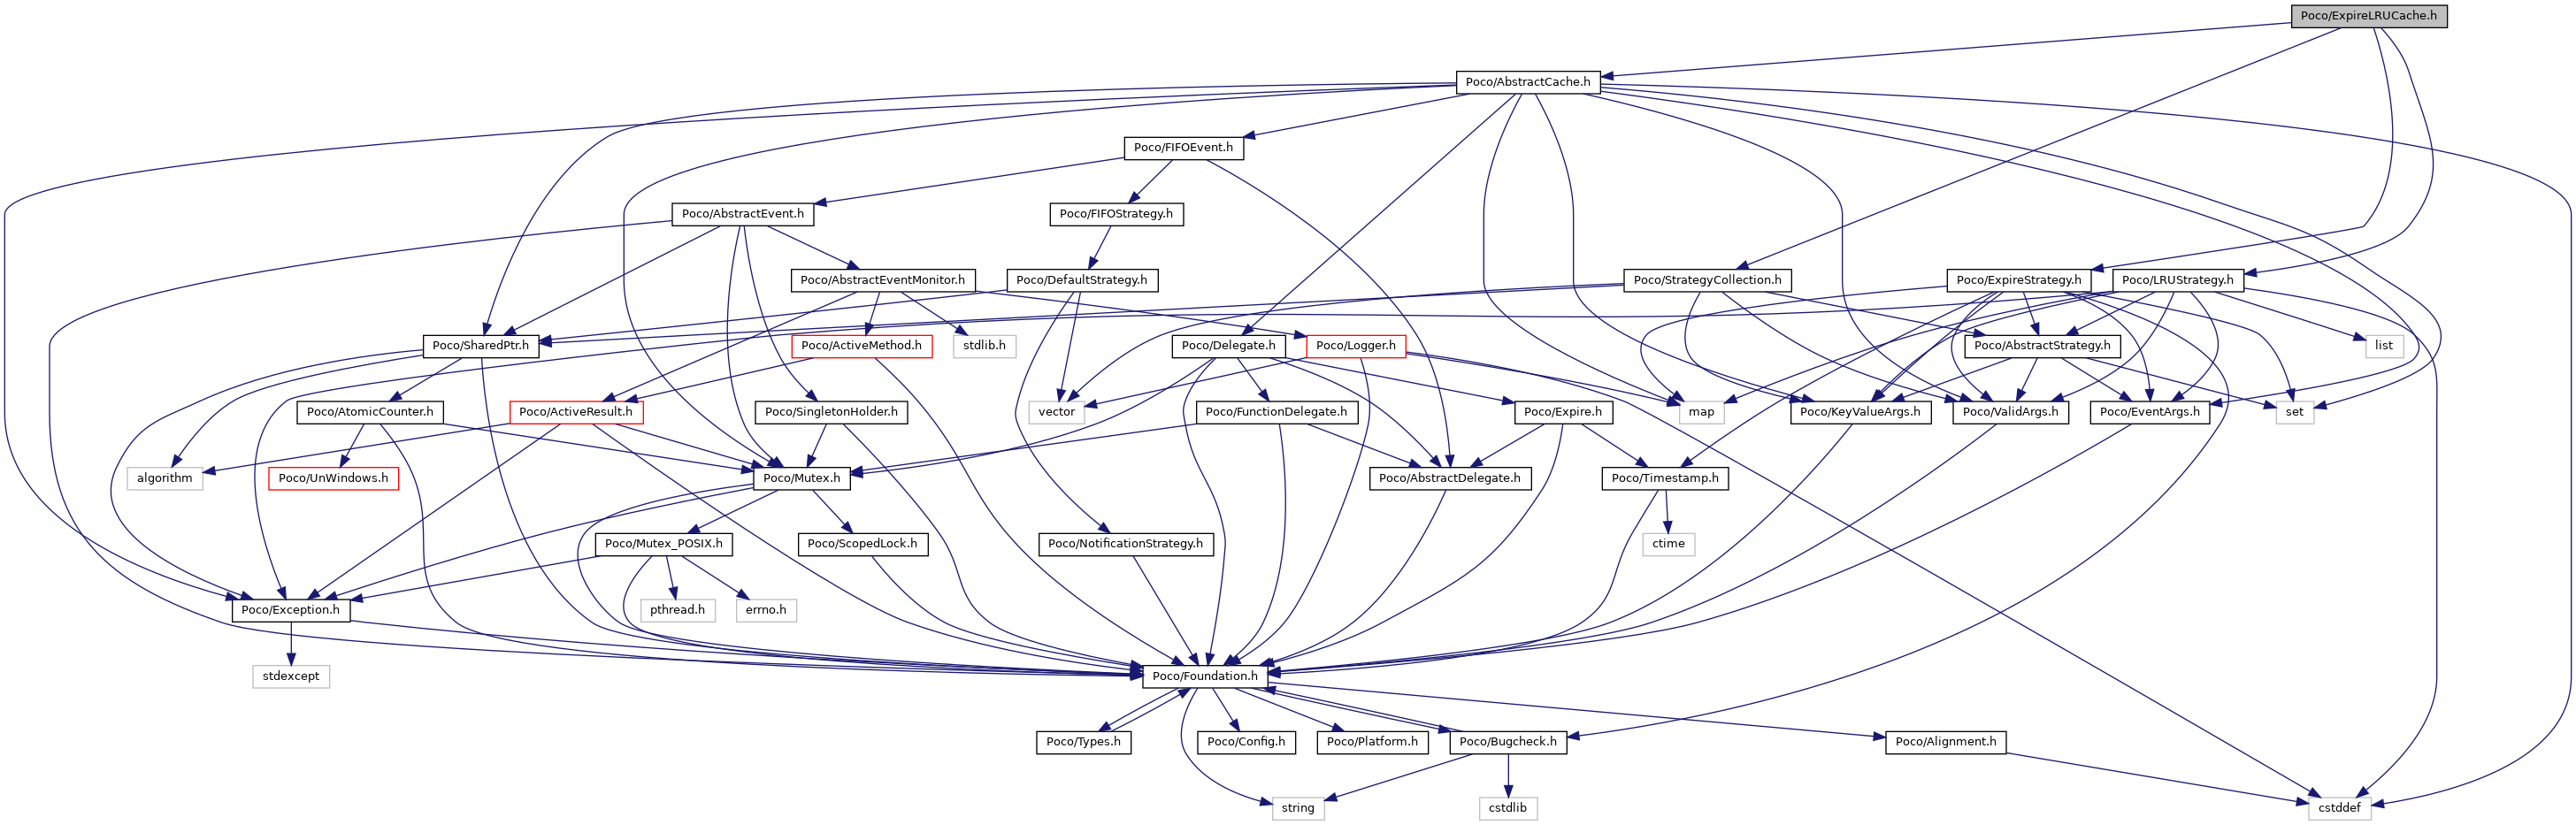 Poco/ExpireLRUCache.h
Poco/AbstractCache.h
Poco/FIFOEvent.h
Poco/AbstractEvent.h
Poco/FIFOStrategy.h
Poco/AbstractEventMonitor.h
Poco/DefaultStrategy.h
Poco/StrategyCollection.h
Poco/ExpireStrategy.h
Poco/LRUStrategy.h
Poco/SharedPtr.h
Poco/ActiveMethod.h
stdlib.h
Poco/Delegate.h
Poco/Logger.h
Poco/AbstractStrategy.h
list
Poco/AtomicCounter.h
Poco/ActiveResult.h
Poco/SingletonHolder.h
vector
Poco/FunctionDelegate.h
Poco/Expire.h
map
Poco/KeyValueArgs.h
Poco/ValidArgs.h
Poco/EventArgs.h
set
algorithm
Poco/UnWindows.h
Poco/Mutex.h
Poco/AbstractDelegate.h
Poco/Timestamp.h
Poco/Mutex_POSIX.h
Poco/ScopedLock.h
Poco/NotificationStrategy.h
ctime
Poco/Exception.h
pthread.h
errno.h
stdexcept
Poco/Foundation.h
Poco/Types.h
Poco/Config.h
Poco/Platform.h
Poco/Bugcheck.h
Poco/Alignment.h
string
cstdlib
cstddef